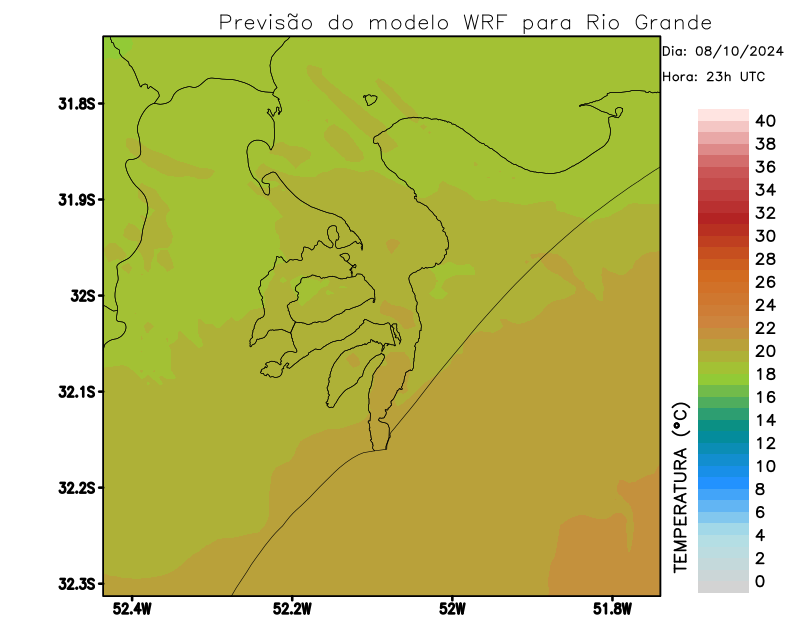 Previsão do modelo WRF para Rio Grande
Dia: 08/10/2024
Hora: 23h UTC
31.8S
31.9S
32S
32.1S
32.2S
32.3S
52.4W
52.2W
52W
51.8W
TEMPERATURA (°C)
40
38
36
34
32
30
28
26
24
22
20
18
16
14
12
10
8
6
4
2
0